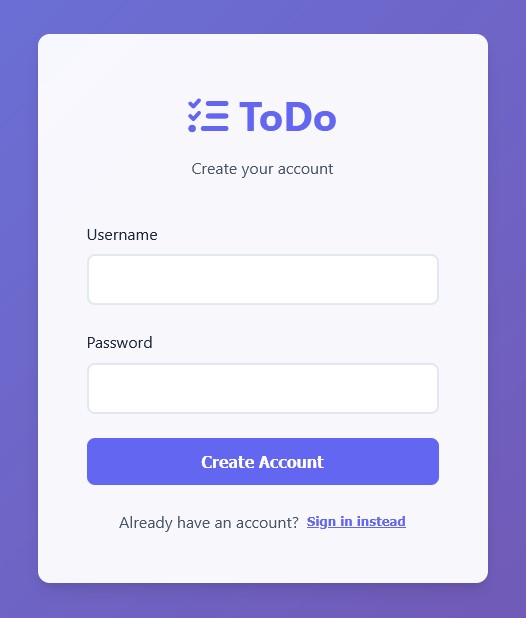 ToDo
Create your account
Username
Password
Create Account
Already have an account? Sign in instead